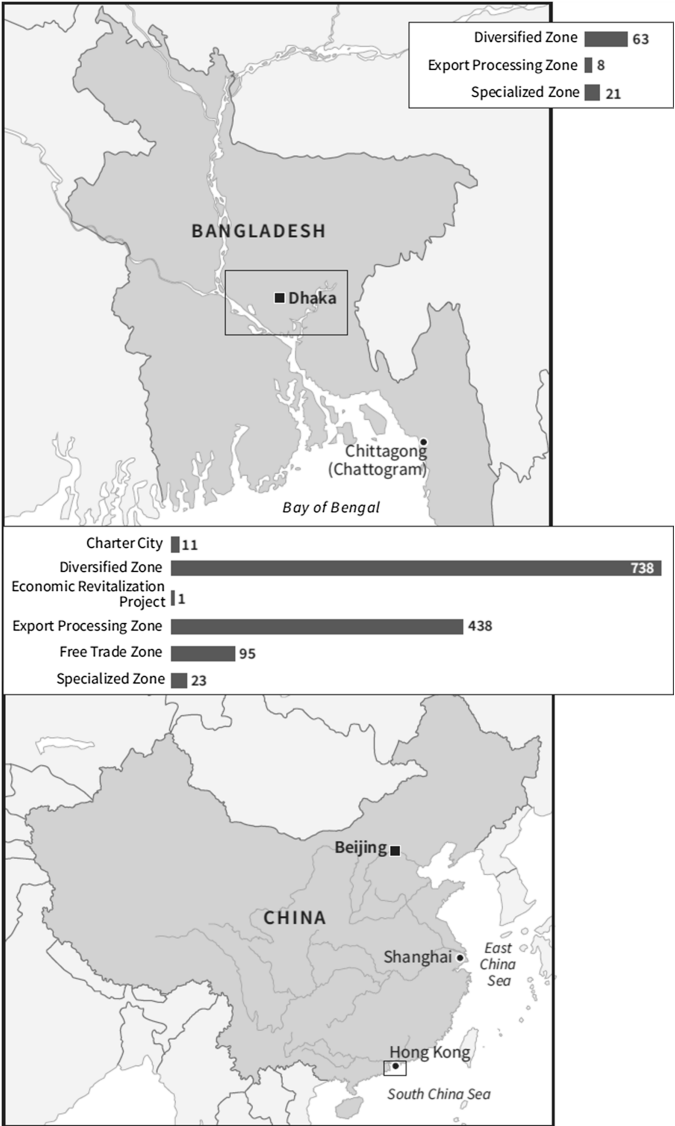 Diversified Zone 63
Export Processing Zone 8
Specialized Zone 21
BANGLADESH
Dhaka
Chittagong
(Chattogram)
Bay of Bengal
Charter City 11
Diversified Zone 738
Economic Revitalization
Project 1
Export Processing Zone 438
Free Trade Zone 95
Specialized Zone 23
Beijing
CHINA
Shanghai
East
China
Sea
Hong Kong
South China Sea